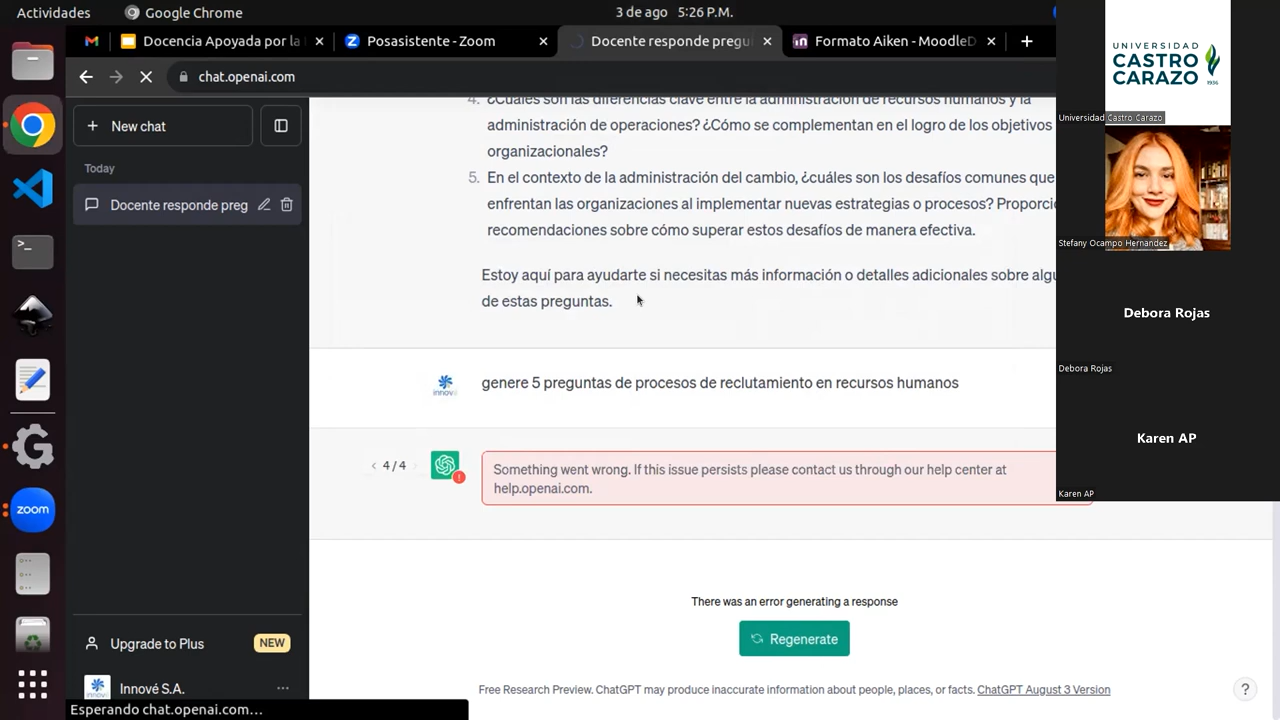 Actividades
Google Chrome
3 de ago 5:26 P.M.
Docencia Apoyada por la I
Posasistente - Zoom
Docente responde pregu
Formato Aiken - MoodleD
chat.openai.com
New chat
Today
Docente responde preg
4. ¿Cuáles son las diferencias clave entre la administración de recursos humanos y la
administración de operaciones? ¿Cómo se complementan en el logro de los objetivos
organizacionales?
5. En el contexto de la administración del cambio, ¿cuáles son los desafíos comunes que
enfrentan las organizaciones al implementar nuevas estrategias o procesos? Proporcio
recomendaciones sobre cómo superar estos desafíos de manera efectiva.
Estoy aquí para ayudarte si necesitas más información o detalles adicionales sobre algu
de estas preguntas.
innové
genere 5 preguntas de procesos de reclutamiento en recursos humanos
4 / 4
Something went wrong. If this issue persists please contact us through our help center at
help.openai.com.
There was an error generating a response
Regenerate
Free Research Preview. ChatGPT may produce inaccurate information about people, places, or facts. ChatGPT August 3 Version
?
Upgrade to Plus
NEW
Innové S.A.
Esperando chat.openai.com...
zoom
UNIVERSIDAD
CASTRO
CARAZO
1936
Universidad Castro Carazo
Stefany Ocampo Hernández
Debora Rojas
Debora Rojas
Karen AP
Karen AP